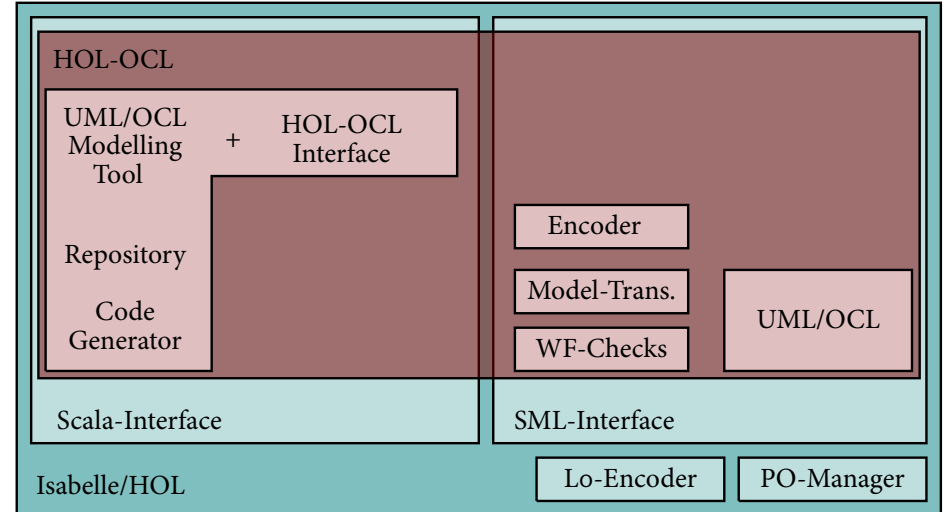 HOL-OCL
UML/OCL
Modelling
Tool
+
HOL-OCL
Interface
Repository
Code
Generator
Encoder
Model-Trans.
WF-Checks
UML/OCL
Scala-Interface
SML-Interface
Isabelle/HOL
Lo-Encoder
PO-Manager